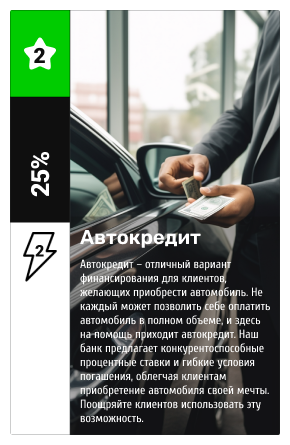 2
25%
2
Автокредит
Автокредит – отличный вариант
финансирования для клиентов,
желающих приобрести автомобиль. Не
каждый может позволить себе оплатить
автомобиль в полном объеме, и здесь
на помощь приходит автокредит. Наш
банк предлагает конкурентоспособные
процентные ставки и гибкие условия
погашения, облегчая клиентам
приобретение автомобиля своей мечты.
Поощряйте клиентов использовать эту
возможность.